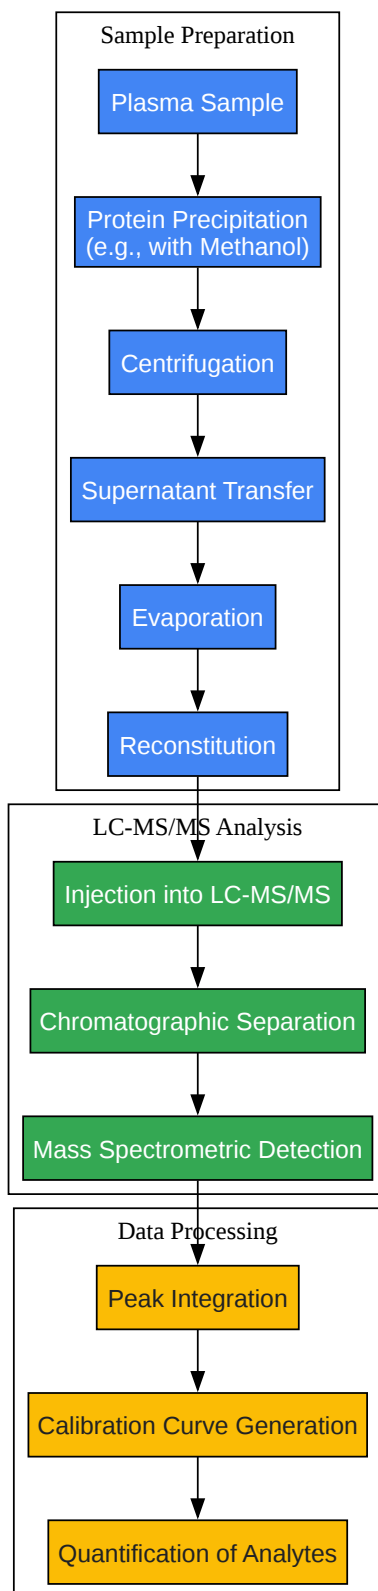 Sample Preparation
Plasma Sample
Protein Precipitation
(e.g., with Methanol)
Centrifugation
Supernatant Transfer
Evaporation
Reconstitution
LC-MS/MS Analysis
Injection into LC-MS/MS
Chromatographic Separation
Mass Spectrometric Detection
Data Processing
Peak Integration
Calibration Curve Generation
Quantification of Analytes